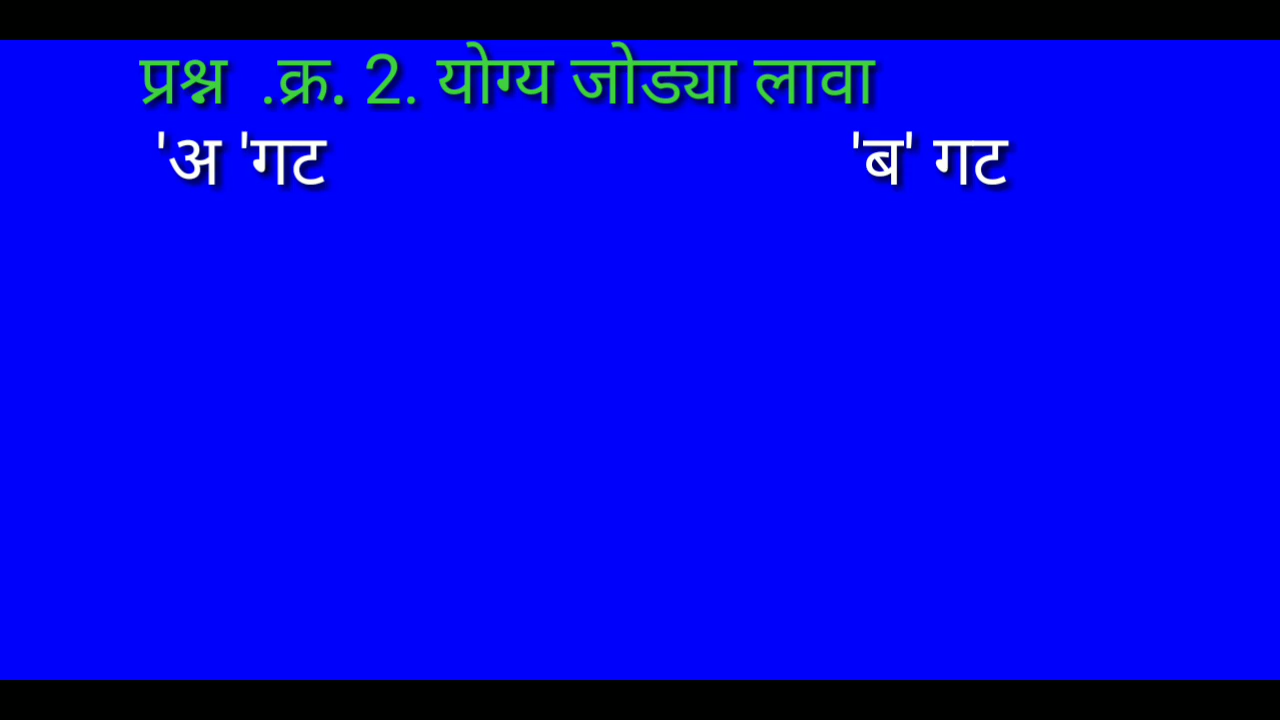 प्रश्न .क्र. 2. योग्य जोड्या लावा
'अ 'गट 'ब' गट